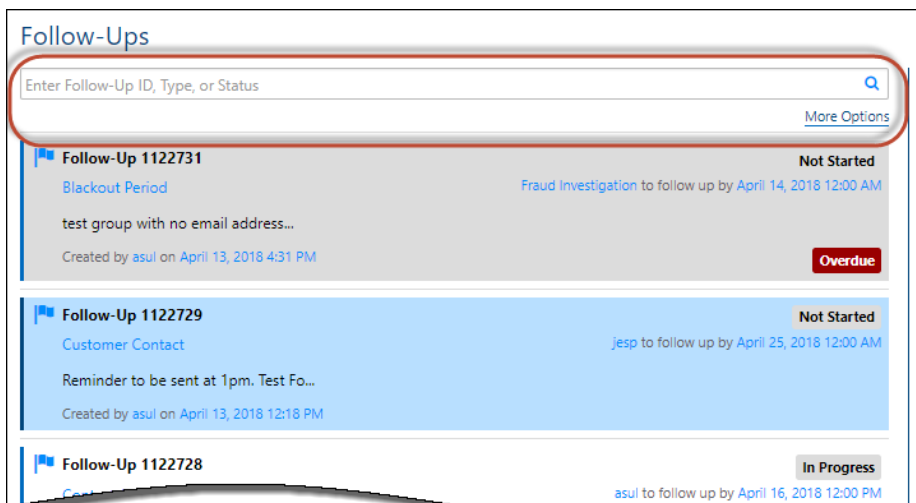 Follow-Ups
Enter Follow-Up ID, Type, or Status
More Options
Follow-Up 1122731
Not Started
Blackout Period
Fraud Investigation to follow up by April 14, 2018 12:00 AM
test group with no email address...
Created by asul on April 13, 2018 4:31 PM
Overdue
Follow-Up 1122729
Not Started
Customer Contact
jesp to follow up by April 25, 2018 12:00 AM
Reminder to be sent at 1pm. Test Fo...
Created by asul on April 13, 2018 12:18 PM
Follow-Up 1122728
In Progress
asul to follow up by April 16, 2018 12:00 PM